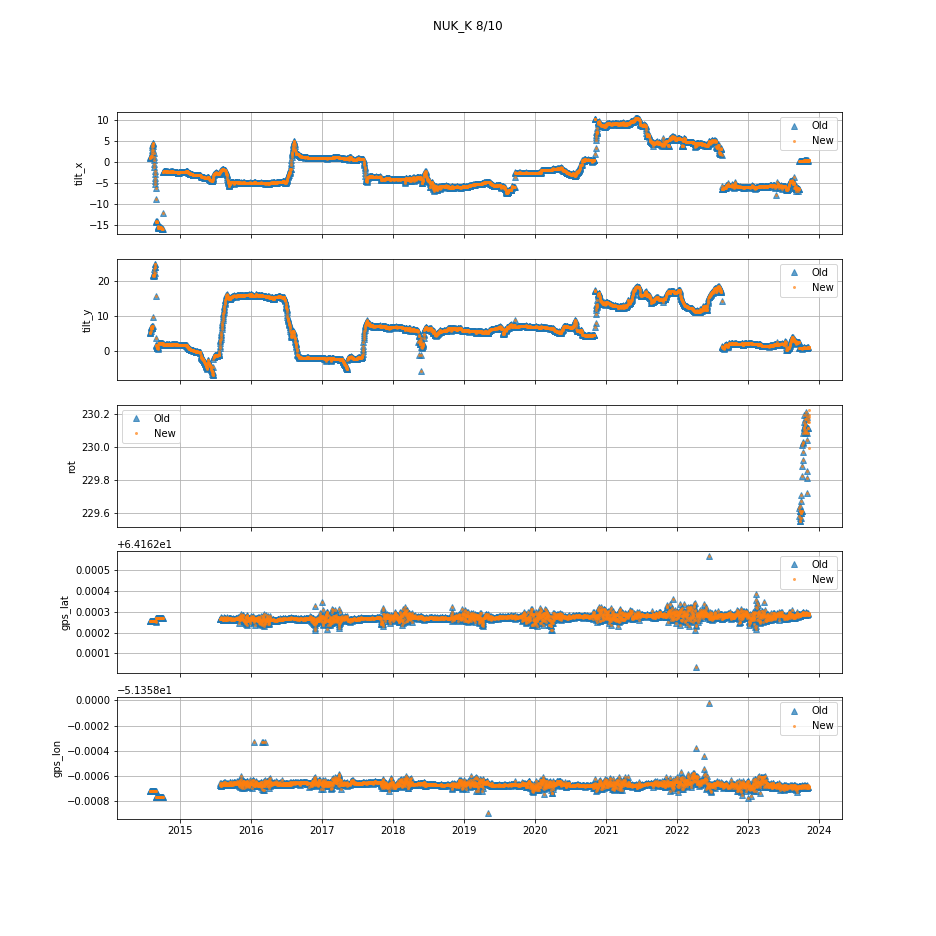 NUK_K 8/10
tilt_x
10
5
0
−5
−10
−15
Old
New
tilt_y
20
10
0
Old
New
rot
230.2
230.0
229.8
229.6
Old
New
+6.4162e1
gps_lat
0.0005
0.0004
0.0003
0.0002
0.0001
Old
New
−5.1358e1
gps_lon
0.0000
−0.0002
−0.0004
−0.0006
−0.0008
Old
New
2015 2016 2017 2018 2019 2020 2021 2022 2023 2024